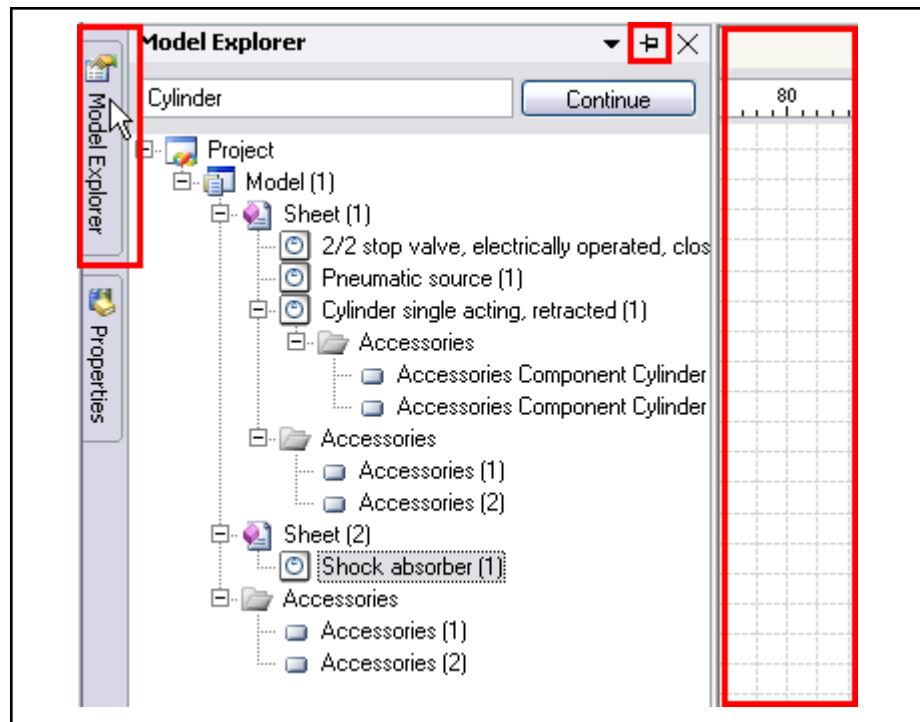 Model Explorer
Cylinder
Continue
80
Model Explorer
Properties
Project
Model (1)
Sheet (1)
2/2 stop valve, electrically operated, clos
Pneumatic source (1)
Cylinder single acting, retracted (1)
Accessories
Accessories Component Cylinder
Accessories Component Cylinder
Accessories
Accessories (1)
Accessories (2)
Sheet (2)
Shock absorber (1)
Accessories
Accessories (1)
Accessories (2)